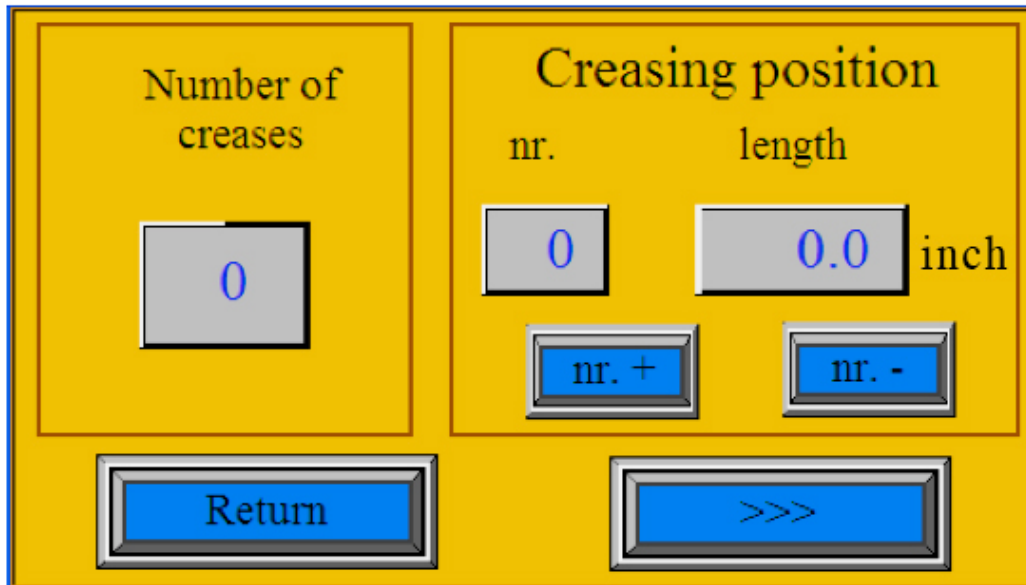 Number of
creases
0
Creasing position
nr. length
0 0.0 inch
nr. + nr. -
Return >>>